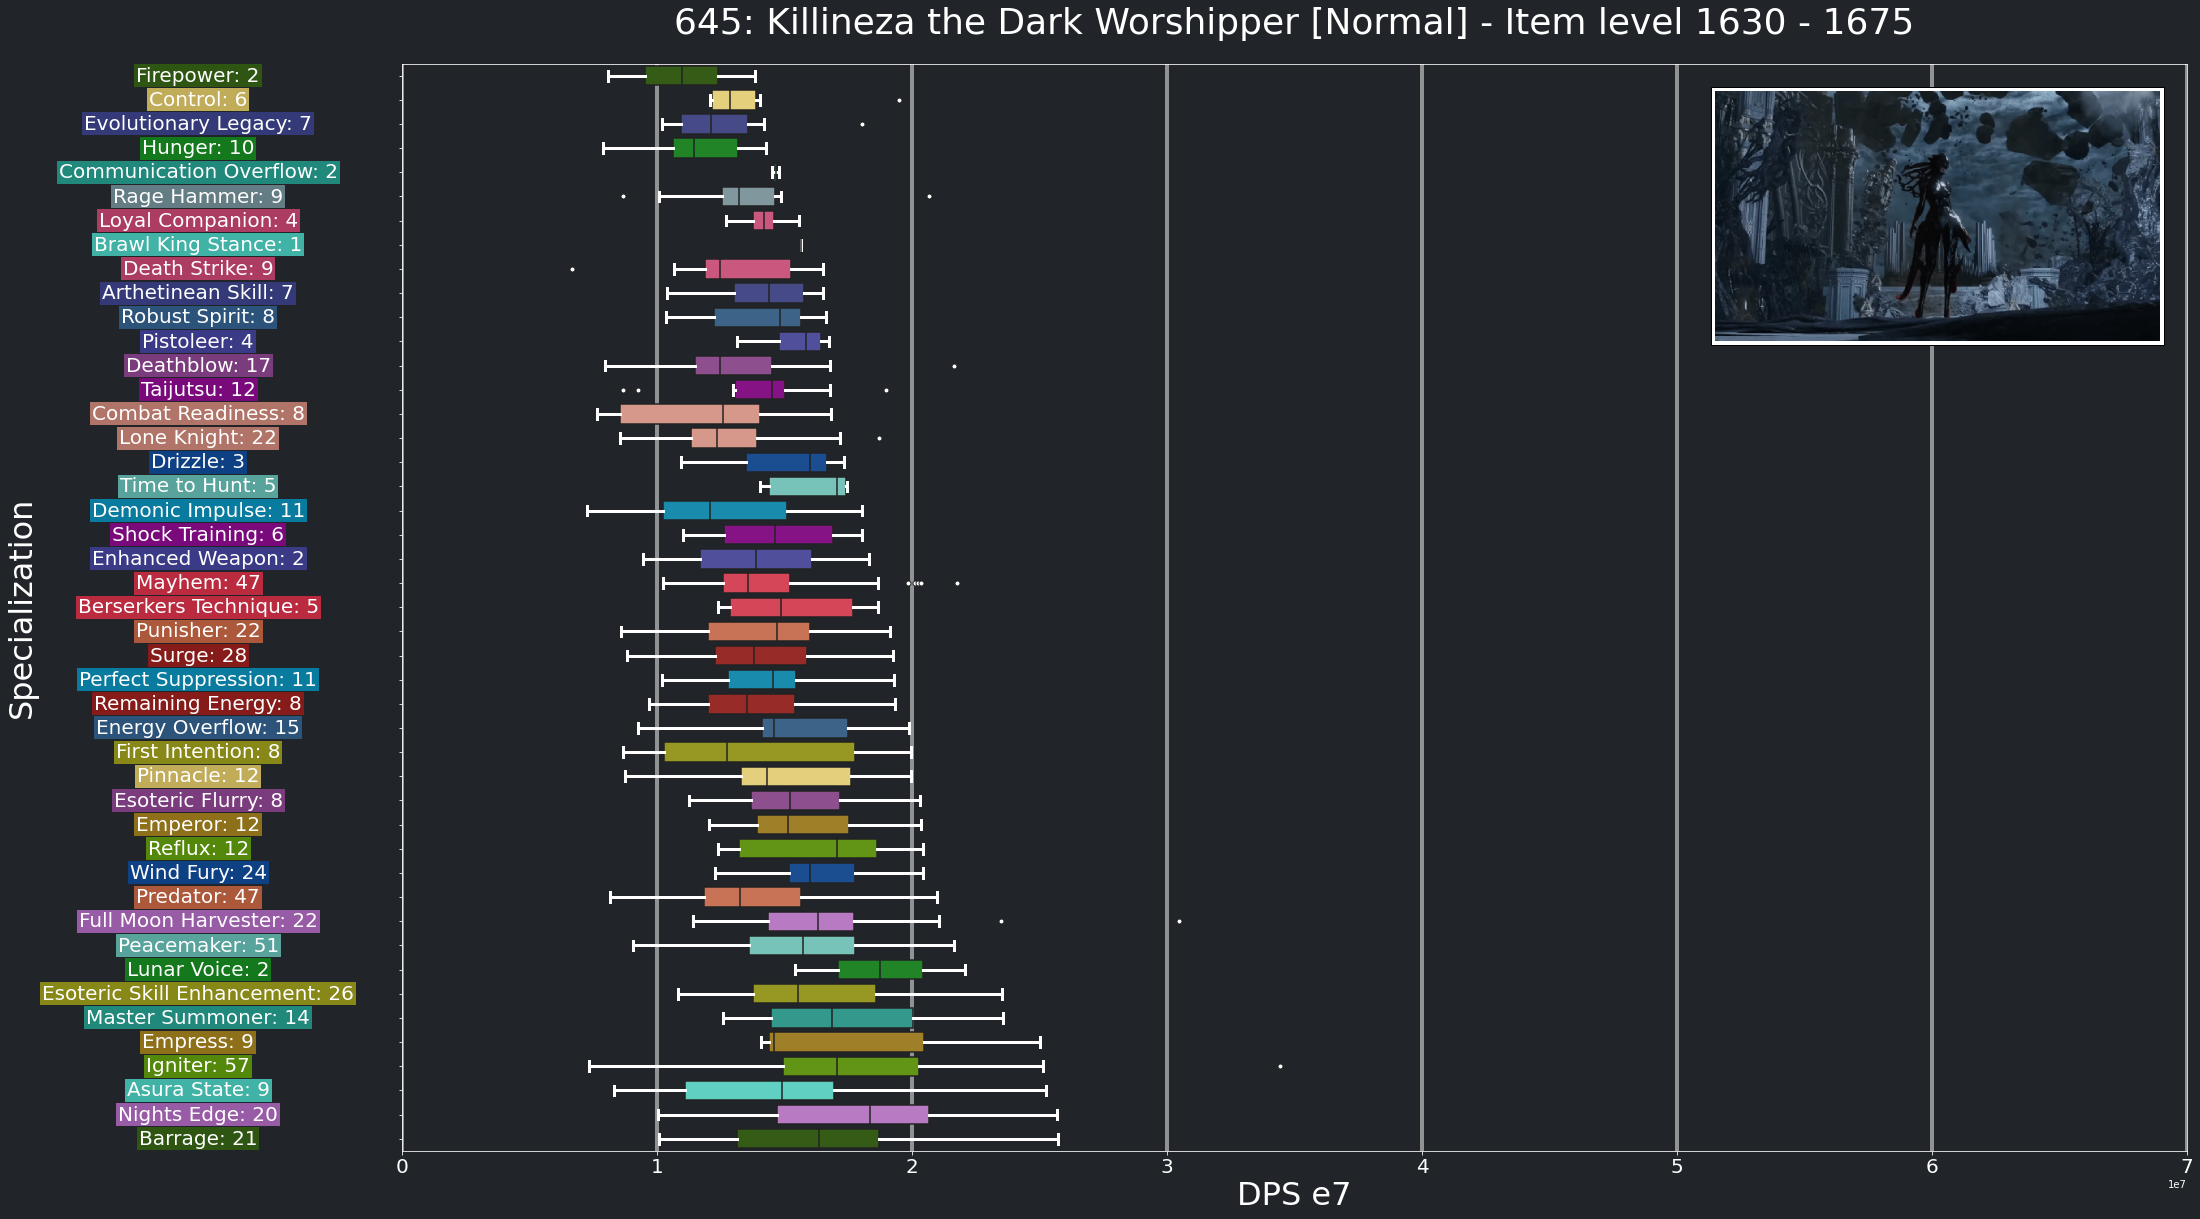 645: Killineza the Dark Worshipper [Normal] - Item level 1630 - 1675
Specialization
Firepower: 2
Control: 6
Evolutionary Legacy: 7
Hunger: 10
Communication Overflow: 2
Rage Hammer: 9
Loyal Companion: 4
Brawl King Stance: 1
Death Strike: 9
Arthetinean Skill: 7
Robust Spirit: 8
Pistoleer: 4
Deathblow: 17
Taijutsu: 12
Combat Readiness: 8
Lone Knight: 22
Drizzle: 3
Time to Hunt: 5
Demonic Impulse: 11
Shock Training: 6
Enhanced Weapon: 2
Mayhem: 47
Berserkers Technique: 5
Punisher: 22
Surge: 28
Perfect Suppression: 11
Remaining Energy: 8
Energy Overflow: 15
First Intention: 8
Pinnacle: 12
Esoteric Flurry: 8
Emperor: 12
Reflux: 12
Wind Fury: 24
Predator: 47
Full Moon Harvester: 22
Peacemaker: 51
Lunar Voice: 2
Esoteric Skill Enhancement: 26
Master Summoner: 14
Empress: 9
Igniter: 57
Asura State: 9
Nights Edge: 20
Barrage: 21
0 1 2 3 4 5 6 7
1e7
DPS e7